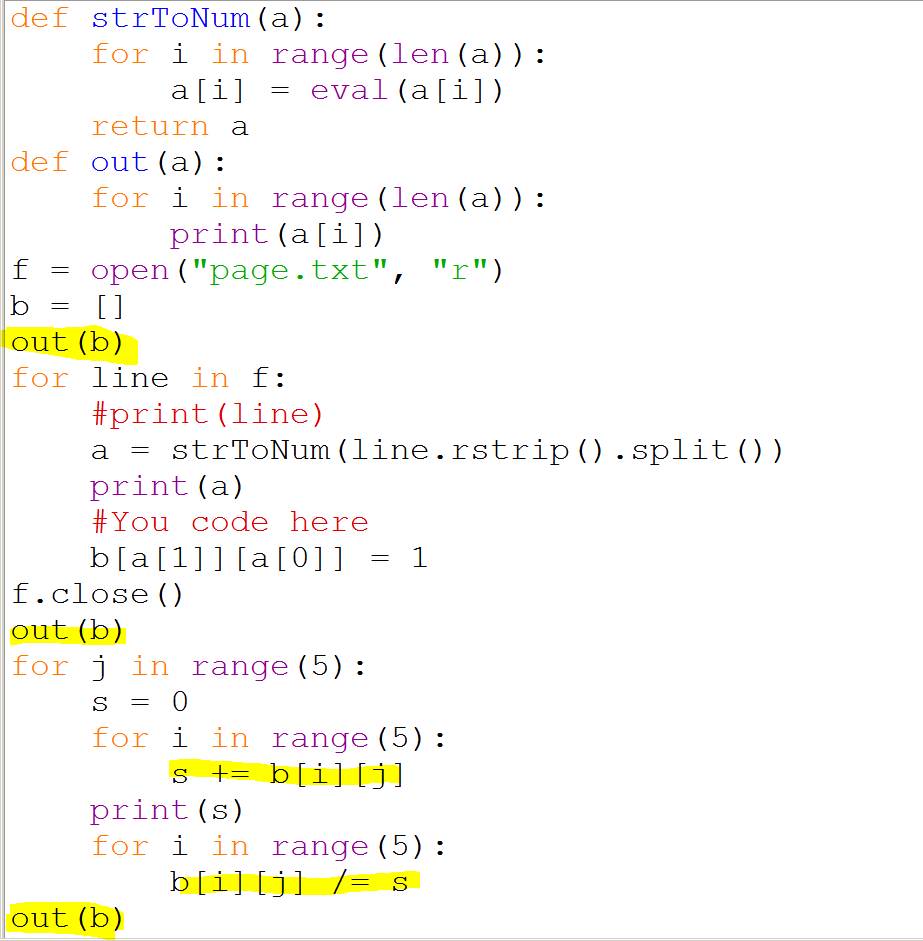 def strToNum(a):
    for i in range(len(a)):
        a[i] = eval(a[i])
    return a
def out(a):
    for i in range(len(a)):
        print(a[i])
f = open("page.txt", "r")
b = []
out(b)
for line in f:
    #print(line)
    a = strToNum(line.rstrip().split())
    print(a)
    #You code here
    b[a[1]][a[0]] = 1
f.close()
out(b)
for j in range(5):
    s = 0
    for i in range(5):
        s += b[i][j]
    print(s)
    for i in range(5):
        b[i][j] /= s
out(b)